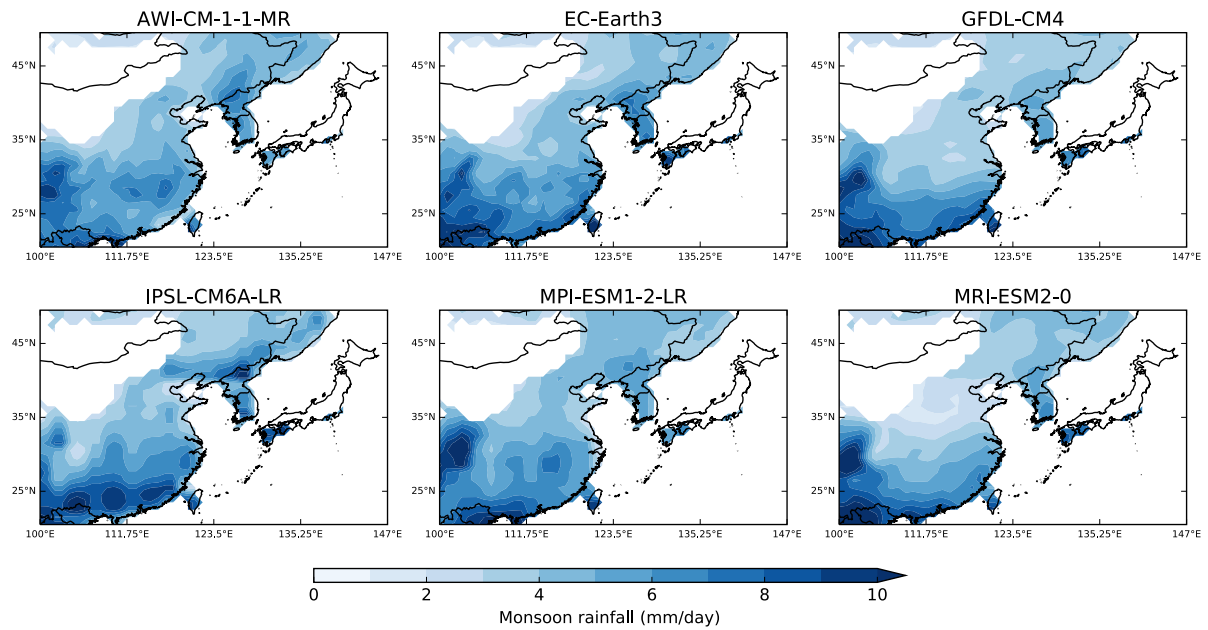 AWI-CM-1-1-MR EC-Earth3 GFDL-CM4
45°N 45°N 45°N
35°N 35°N 35°N
25°N 25°N 25°N
100°E 111.75°E 123.5°E 135.25°E 147°E 100°E 111.75°E 123.5°E 135.25°E 147°E 100°E 111.75°E 123.5°E 135.25°E 147°E
IPSL-CM6A-LR MPI-ESM1-2-LR MRI-ESM2-0
45°N 45°N 45°N
35°N 35°N 35°N
25°N 25°N 25°N
100°E 111.75°E 123.5°E 135.25°E 147°E 100°E 111.75°E 123.5°E 135.25°E 147°E 100°E 111.75°E 123.5°E 135.25°E 147°E
0 2 4 6 8 10
Monsoon rainfall (mm/day)